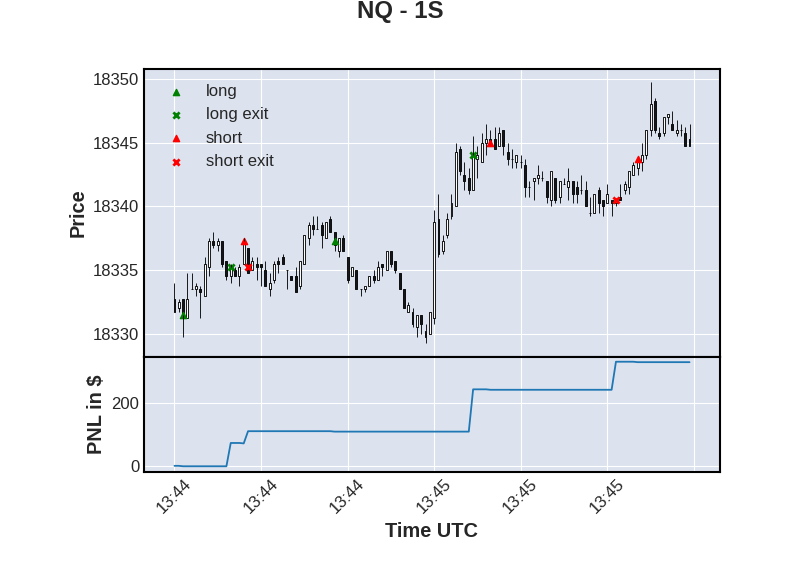 NQ - 1S
18350
18345
18340
18335
18330
Price
long
long exit
short
short exit
200
0
PNL in $
13:44
13:44
13:44
13:45
13:45
13:45
Time UTC